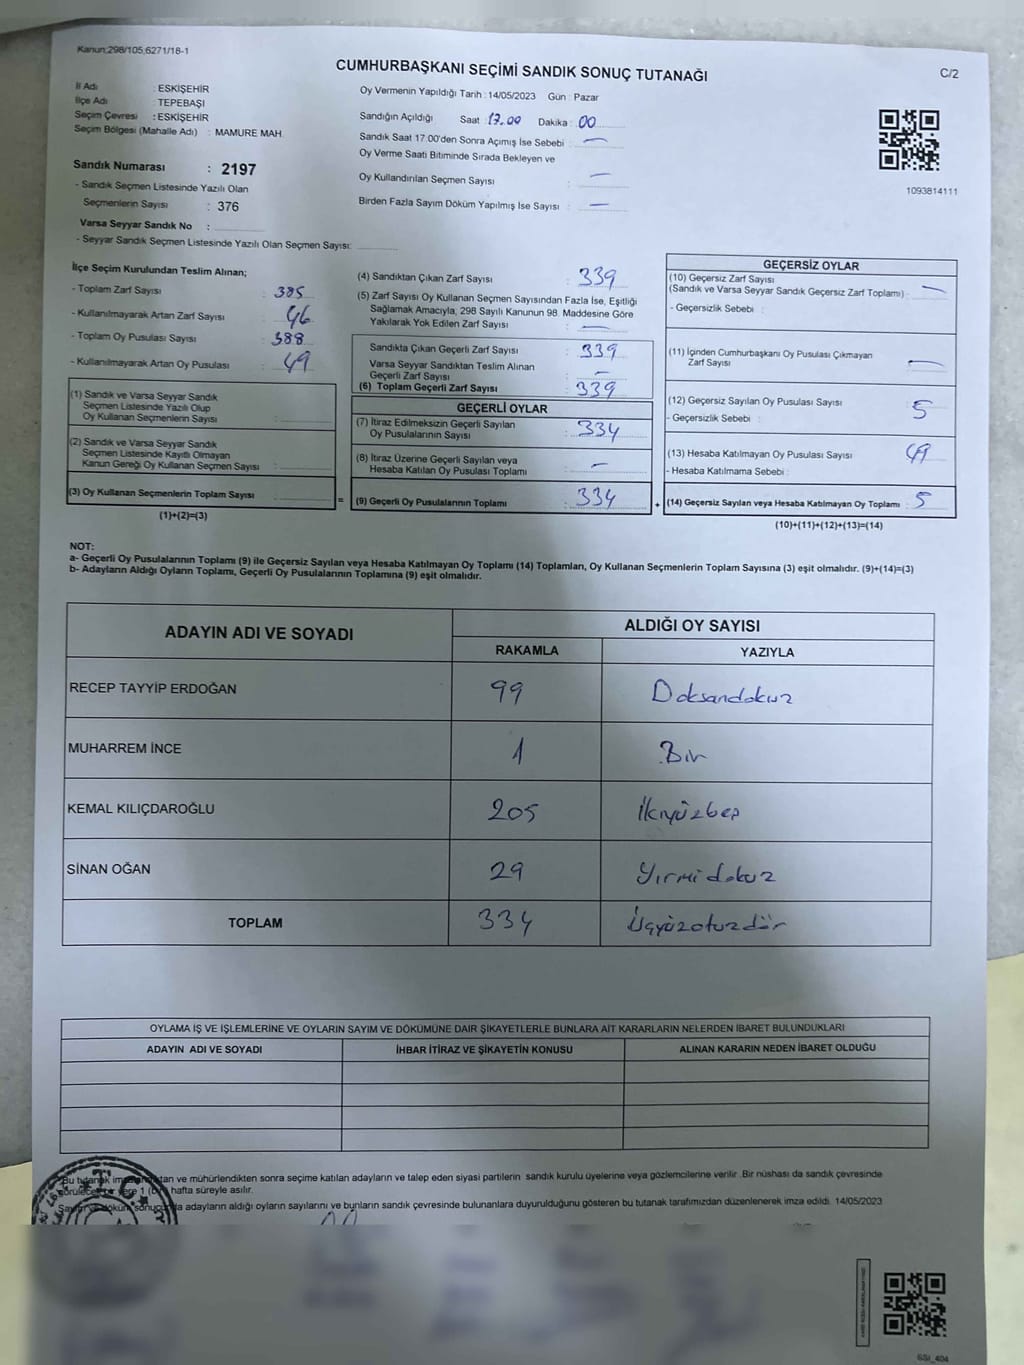 Kanun:298/105;6271/18-1
CUMHURBAŞKANI SEÇİMİ SANDIK SONUÇ TUTANAĞI
C/2
İl Adı : ESKİŞEHİR
İlçe Adı : TEPEBAŞI
Seçim Çevresi : ESKİŞEHİR
Seçim Bölgesi (Mahalle Adı) : MAMURE MAH.
Sandık Numarası : 2197
- Sandık Seçmen Listesinde Yazılı Olan
Seçmenlerin Sayısı : 376
Varsa Seyyar Sandık No :
- Seyyar Sandık Seçmen Listesinde Yazılı Olan Seçmen Sayısı:
Oy Vermenin Yapıldığı Tarih : 14/05/2023 Gün : Pazar
Sandığın Açıldığı Saat : 17.00 Dakika : 00
Sandık Saat 17:00'den Sonra Açılmış İse Sebebi : —
Oy Verme Saati Bitiminde Sırada Bekleyen ve
Oy Kullandırılan Seçmen Sayısı : —
Birden Fazla Sayım Döküm Yapılmış İse Sayısı : —
1093814111
İlçe Seçim Kurulundan Teslim Alınan;
- Toplam Zarf Sayısı : 385
- Kullanılmayarak Artan Zarf Sayısı : 46
- Toplam Oy Pusulası Sayısı : 388
- Kullanılmayarak Artan Oy Pusulası : 49
(1) Sandık ve Varsa Seyyar Sandık
Seçmen Listesinde Yazılı Olup
Oy Kullanan Seçmenlerin Sayısı :
(2) Sandık ve Varsa Seyyar Sandık
Seçmen Listesinde Kayıtlı Olmayan
Kanun Gereği Oy Kullanan Seçmen Sayısı :
(3) Oy Kullanan Seçmenlerin Toplam Sayısı :
(1)+(2)=(3)
=
(4) Sandıktan Çıkan Zarf Sayısı : 339
(5) Zarf Sayısı Oy Kullanan Seçmen Sayısından Fazla İse, Eşitliği
Sağlamak Amacıyla, 298 Sayılı Kanunun 98. Maddesine Göre
Yakılarak Yok Edilen Zarf Sayısı : —
Sandıkta Çıkan Geçerli Zarf Sayısı : 339
Varsa Seyyar Sandıktan Teslim Alınan
Geçerli Zarf Sayısı : —
(6) Toplam Geçerli Zarf Sayısı : 339
GEÇERLİ OYLAR
(7) İtiraz Edilmeksizin Geçerli Sayılan
Oy Pusulalarının Sayısı : 334
(8) İtiraz Üzerine Geçerli Sayılan veya
Hesaba Katılan Oy Pusulası Toplamı : —
(9) Geçerli Oy Pusulalarının Toplamı : 334
+
GEÇERSİZ OYLAR
(10) Geçersiz Zarf Sayısı
(Sandık ve Varsa Seyyar Sandık Geçersiz Zarf Toplamı) : —
- Geçersizlik Sebebi :
(11) İçinden Cumhurbaşkanı Oy Pusulası Çıkmayan
Zarf Sayısı : —
(12) Geçersiz Sayılan Oy Pusulası Sayısı : 5
- Geçersizlik Sebebi :
(13) Hesaba Katılmayan Oy Pusulası Sayısı : 49
- Hesaba Katılmama Sebebi :
(14) Geçersiz Sayılan veya Hesaba Katılmayan Oy Toplamı : 5
(10)+(11)+(12)+(13)=(14)
NOT:
a- Geçerli Oy Pusulalarının Toplamı (9) ile Geçersiz Sayılan veya Hesaba Katılmayan Oy Toplamı (14) Toplamları, Oy Kullanan Seçmenlerin Toplam Sayısına (3) eşit olmalıdır. (9)+(14)=(3)
b- Adayların Aldığı Oyların Toplamı, Geçerli Oy Pusulalarının Toplamına (9) eşit olmalıdır.
ADAYIN ADI VE SOYADI ALDIĞI OY SAYISI
RAKAMLA YAZIYLA
RECEP TAYYİP ERDOĞAN 99 Doksandokuz
MUHARREM İNCE 1 Bir
KEMAL KILIÇDAROĞLU 205 İkiyüzbeş
SİNAN OĞAN 29 Yirmidokuz
TOPLAM 334 Üçyüzotuzdör
OYLAMA İŞ VE İŞLEMLERİNE VE OYLARIN SAYIM VE DÖKÜMÜNE DAİR ŞİKAYETLERLE BUNLARA AİT KARARLARIN NELERDEN İBARET BULUNDUKLARI
ADAYIN ADI VE SOYADI İHBAR İTİRAZ VE ŞİKAYETİN KONUSU ALINAN KARARIN NEDEN İBARET OLDUĞU
Bu tutanak ve mühürlendikten sonra seçime katılan adayların ve talep eden siyasi partilerin sandık kurulu üyelerine veya gözlemcilerine verilir. Bir nüshası da sandık çevresinde
yere 1 hafta süreyle asılır.
adayların aldığı oyların sayılarını ve bunların sandık çevresinde bulunanlara duyurulduğunu gösteren bu tutanak tarafımızdan düzenlenerek imza edildi. 14/05/2023
T.C.